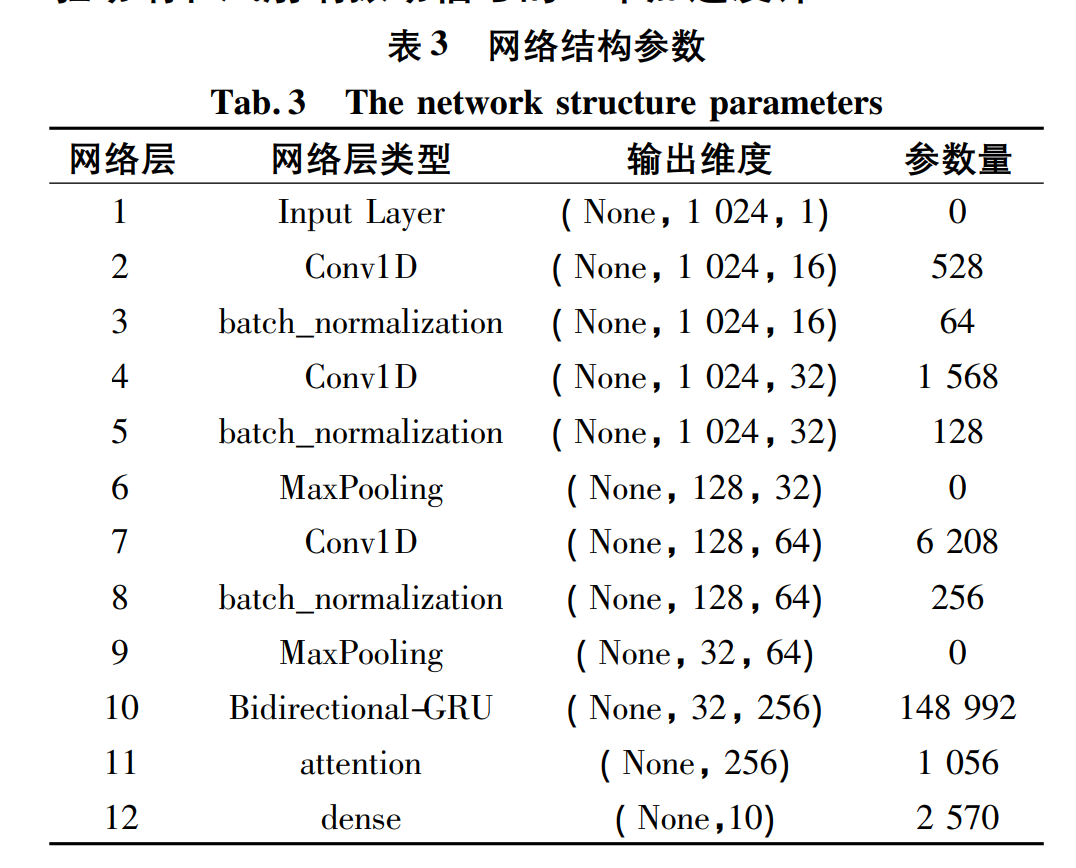 表 3 网络结构参数
Tab. 3 The network structure parameters
网络层 网络层类型 输出维度 参数量
1 Input Layer (None, 1 024, 1) 0
2 Conv1D (None, 1 024, 16) 528
3 batch_normalization (None, 1 024, 16) 64
4 Conv1D (None, 1 024, 32) 1 568
5 batch_normalization (None, 1 024, 32) 128
6 MaxPooling (None, 128, 32) 0
7 Conv1D (None, 128, 64) 6 208
8 batch_normalization (None, 128, 64) 256
9 MaxPooling (None, 32, 64) 0
10 Bidirectional-GRU (None, 32, 256) 148 992
11 attention (None, 256) 1 056
12 dense (None,10) 2 570